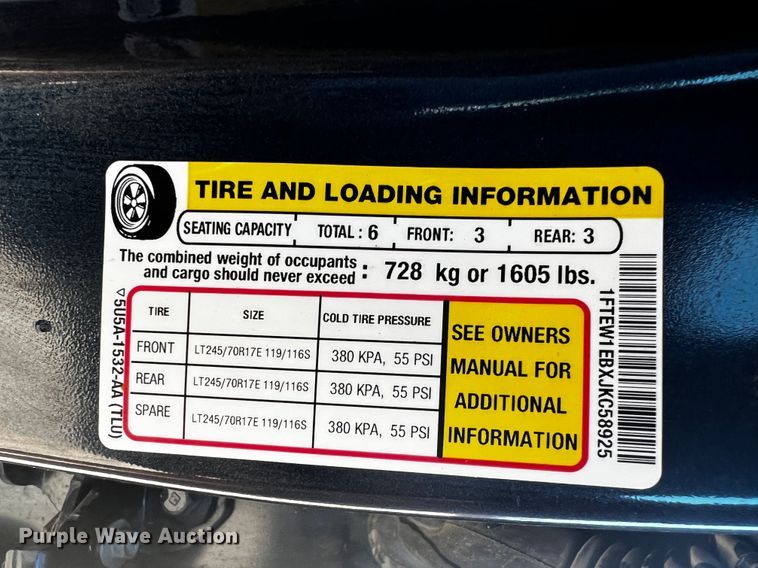 TIRE AND LOADING INFORMATION
SEATING CAPACITY TOTAL : 6 FRONT: 3 REAR: 3
The combined weight of occupants
and cargo should never exceed : 728 kg or 1605 lbs.
TIRE SIZE COLD TIRE PRESSURE
FRONT LT245/70R17E 119/116S 380 KPA, 55 PSI
REAR LT245/70R17E 119/116S 380 KPA, 55 PSI
SPARE LT245/70R17E 119/116S 380 KPA, 55 PSI
SEE OWNERS
MANUAL FOR
ADDITIONAL
INFORMATION
5U5A-1532-AA (TLU)
1FTEW1EBXJKC58925
Purple Wave Auction